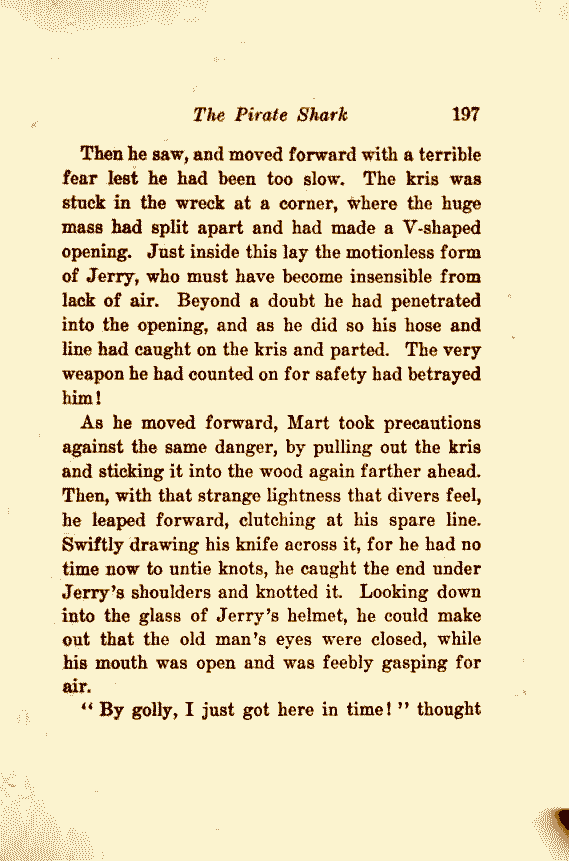 The Pirate Shark 197
Then he saw, and moved forward with a terrible
fear lest he had been too slow. The kris was
stuck in the wreck at a corner, where the huge
mass had split apart and had made a V-shaped
opening. Just inside this lay the motionless form
of Jerry, who must have become insensible from
lack of air. Beyond a doubt he had penetrated
into the opening, and as he did so his hose and
line had caught on the kris and parted. The very
weapon he had counted on for safety had betrayed
him!
As he moved forward, Mart took precautions
against the same danger, by pulling out the kris
and sticking it into the wood again farther ahead.
Then, with that strange lightness that divers feel,
he leaped forward, clutching at his spare line.
Swiftly drawing his knife across it, for he had no
time now to untie knots, he caught the end under
Jerry's shoulders and knotted it. Looking down
into the glass of Jerry's helmet, he could make
out that the old man's eyes were closed, while
his mouth was open and was feebly gasping for
air.
" By golly, I just got here in time! " thought